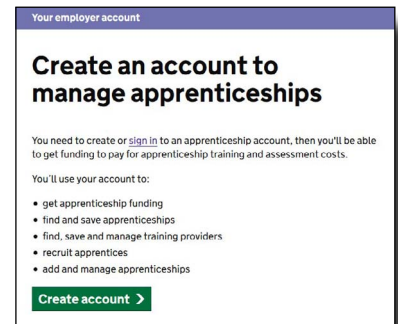 Your employer account
Create an account to
manage apprenticeships
You need to create or sign in to an apprenticeship account, then you'll be able
to get funding to pay for apprenticeship training and assessment costs.
You'll use your account to:
• get apprenticeship funding
• find and save apprenticeships
• find, save and manage training providers
• recruit apprentices
• add and manage apprenticeships
Create account >